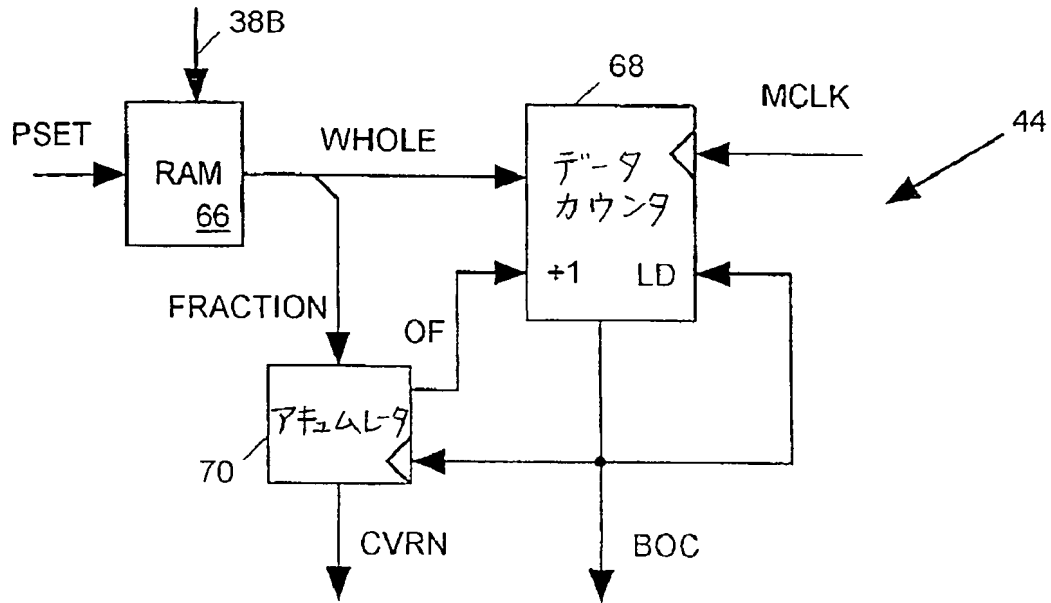 38B
68
MCLK
44
PSET
WHOLE
RAM
66
データ
カウンタ
+1
LD
FRACTION
OF
アキュムレータ
70
CVRN
BOC